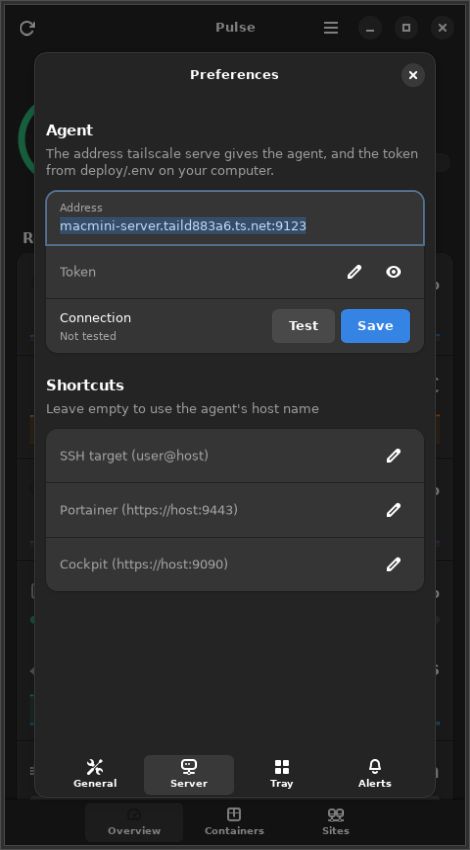 Pulse
Preferences
Agent
The address tailscale serve gives the agent, and the token
from deploy/.env on your computer.
Address
macmini-server.taild883a6.ts.net:9123
Token
Connection
Not tested
Test
Save
Shortcuts
Leave empty to use the agent's host name
SSH target (user@host)
Portainer (https://host:9443)
Cockpit (https://host:9090)
General
Server
Tray
Alerts
Overview
Containers
Sites